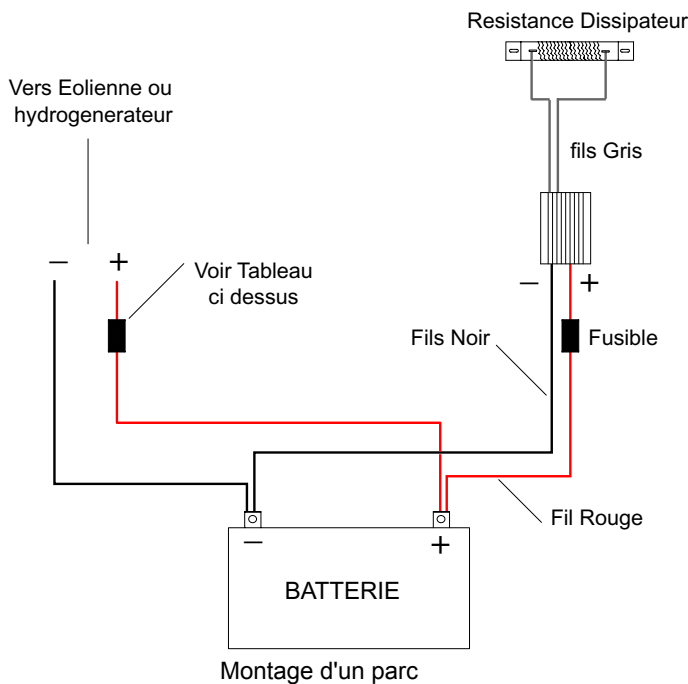 Resistance Dissipateur
Vers Eolienne ou
hydrogenerateur
fils Gris
− +
Voir Tableau
ci dessus
− +
Fils Noir
Fusible
Fil Rouge
− +
BATTERIE
Montage d'un parc